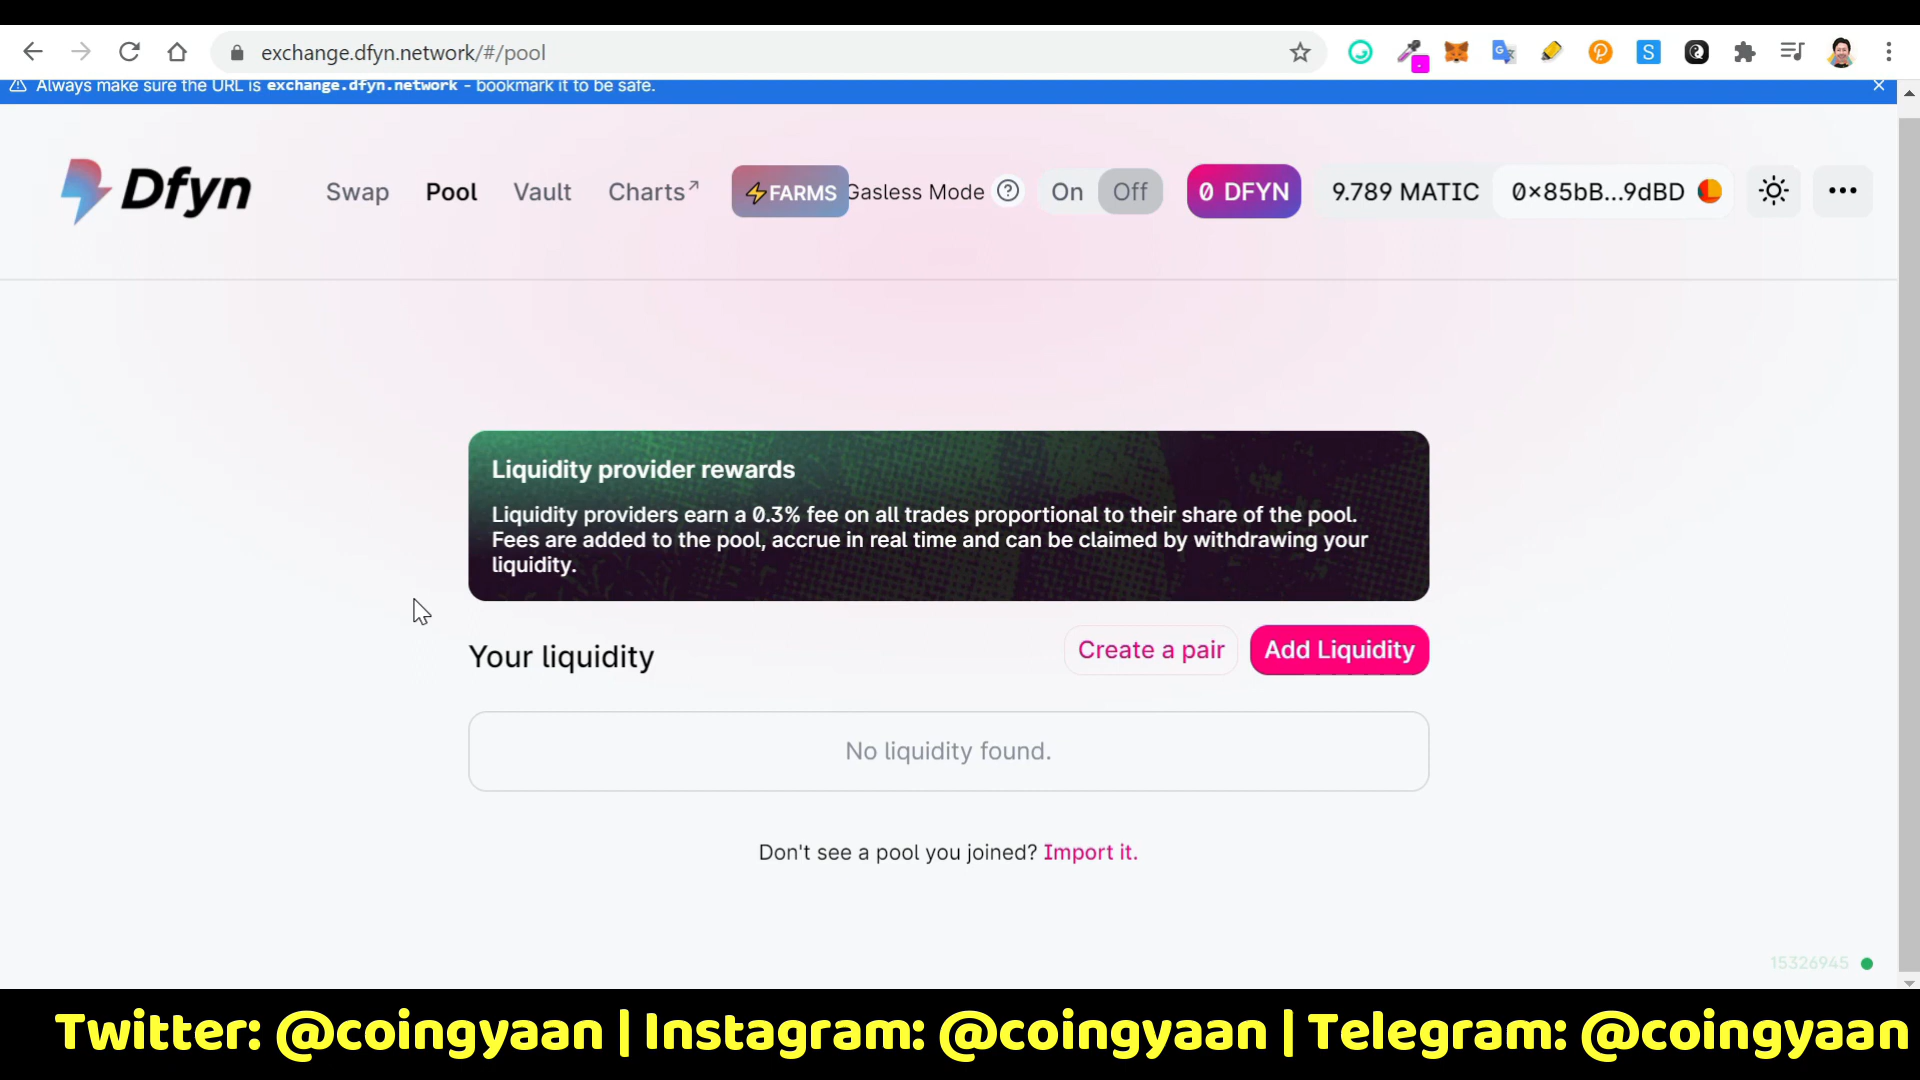 exchange.dfyn.network/#/pool
Always make sure the URL is exchange.dfyn.network - bookmark it to be safe.
Dfyn Swap Pool Vault Charts↗ ⚡FARMS Gasless Mode ? On Off 0 DFYN 9.789 MATIC 0×85bB...9dBD
Liquidity provider rewards
Liquidity providers earn a 0.3% fee on all trades proportional to their share of the pool.
Fees are added to the pool, accrue in real time and can be claimed by withdrawing your
liquidity.
Your liquidity Create a pair Add Liquidity
No liquidity found.
Don't see a pool you joined? Import it.
15326945
Twitter: @coingyaan | Instagram: @coingyaan | Telegram: @coingyaan